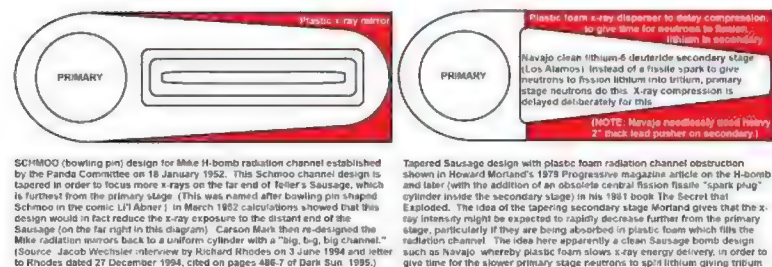 Plastic x-ray mirror
PRIMARY
SCHMOO (bowling pin) design for Mike H-bomb radiation channel established
by the Panda Committee on 18 January 1952. This Schmoo channel design is
tapered in order to focus more x-rays on the far end of Teller's Sausage, which
is furthest from the primary stage (This was named after bowling pin shaped
Schmoo in the comic Li'l Abner) In March 1982 calculations showed that this
design would in fact reduce the x-ray exposure to the distant end of the
Sausage (on the far right in this diagram) Carson Mark then re-designed the
Mike radiation mirrors back to a uniform cylinder with a "big, b-g, big channel."
(Source Jacob Wechsler interview by Richard Rhodes on 3 June 1994 and letter
to Rhodes dated 27 December 1994, cited on pages 486-7 of Dark Sun, 1995.)
Plastic foam x-ray disperser to delay compression,
to give time for neutrons to fission
lithium in secondary
PRIMARY
Navajo clean lithium-6 deuteride secondary stage
(Los Alamos) Instead of a fissile spark to give
neutrons to fission lithium into tritium, primary
stage neutrons do this X-ray compression is
delayed deliberately for this
(NOTE: Navajo needlessly used heavy
2" thick lead pusher on secondary.)
Tapered Sausage design with plastic foam radiation channel obstruction
shown in Howard Morland's 1979 Progressive magazine article on the H-bomb
and later (with the addition of an obsolete central fission fissile "spark plug"
cylinder inside the secondary stage) in his 1981 book The Secret that
Exploded. The idea of the tapering secondary stage Morland gives that the x-
ray intensity might be expected to rapidly decrease further from the primary
stage, particularly if they are being absorbed in plastic foam which fills the
radiation channel The idea here apparently a clean Sausage bomb design
such as Navajo whereby plastic foam slows x-ray energy delivery, in order to
give time for the slower primary stage neutrons to split lithium giving tritium